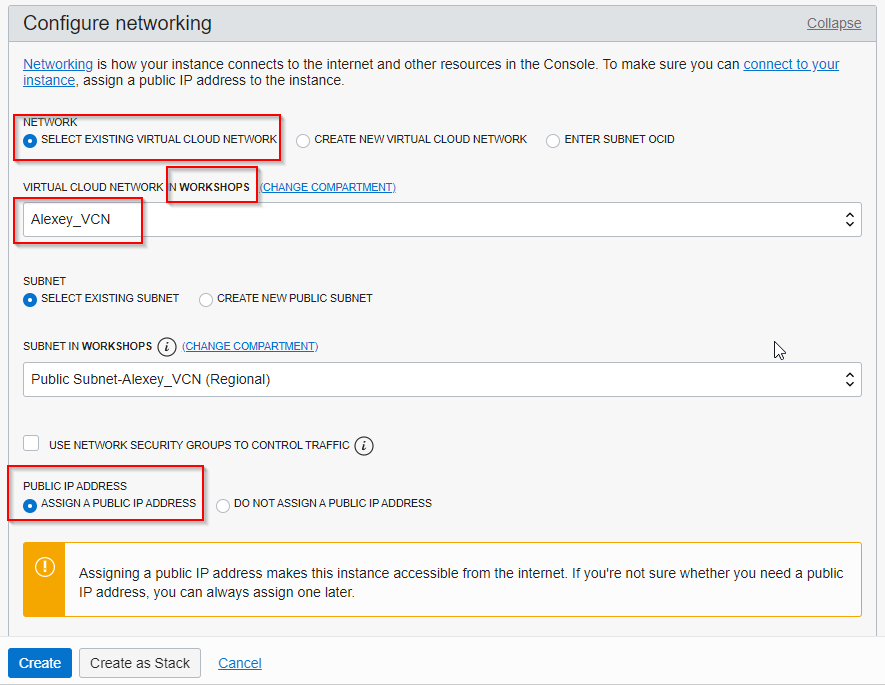 Configure networking
Collapse
Networking is how your instance connects to the internet and other resources in the Console. To make sure you can connect to your
instance, assign a public IP address to the instance.
NETWORK
SELECT EXISTING VIRTUAL CLOUD NETWORK
CREATE NEW VIRTUAL CLOUD NETWORK
ENTER SUBNET OCID
VIRTUAL CLOUD NETWORK IN WORKSHOPS (CHANGE COMPARTMENT)
Alexey_VCN
SUBNET
SELECT EXISTING SUBNET
CREATE NEW PUBLIC SUBNET
SUBNET IN WORKSHOPS i (CHANGE COMPARTMENT)
Public Subnet-Alexey_VCN (Regional)
USE NETWORK SECURITY GROUPS TO CONTROL TRAFFIC i
PUBLIC IP ADDRESS
ASSIGN A PUBLIC IP ADDRESS
DO NOT ASSIGN A PUBLIC IP ADDRESS
Assigning a public IP address makes this instance accessible from the internet. If you're not sure whether you need a public
IP address, you can always assign one later.
Create
Create as Stack
Cancel